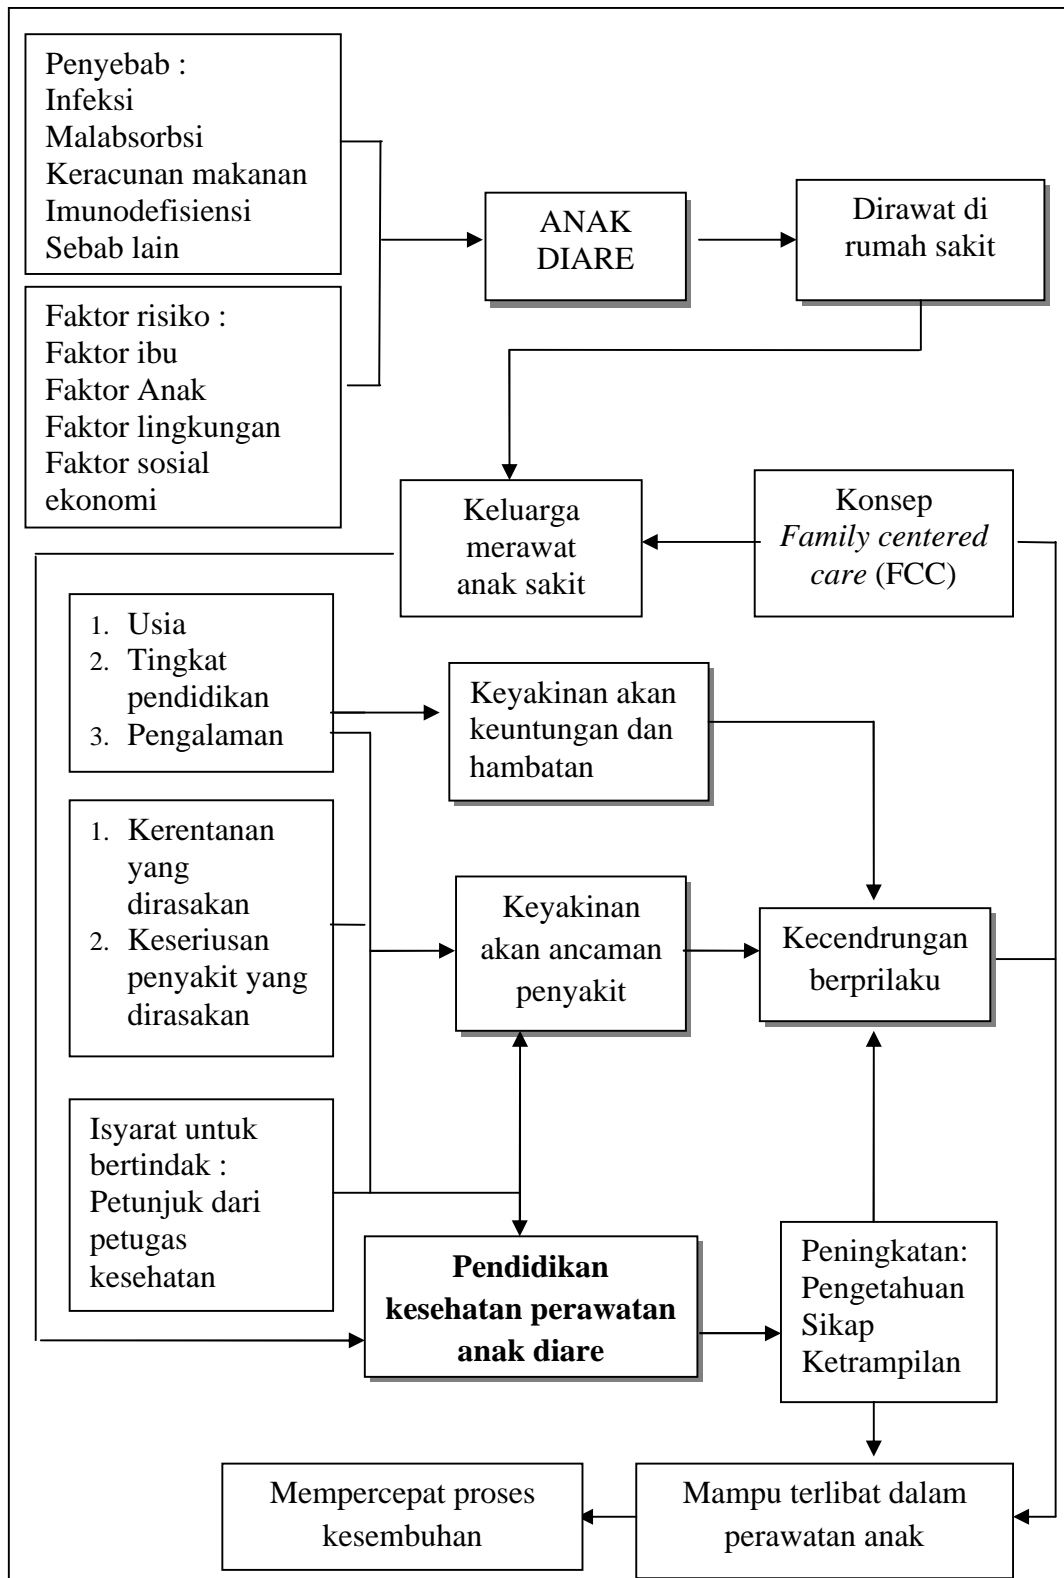 Penyebab :
Infeksi
Malabsorbsi
Keracunan makanan
Imunodefisiensi
Sebab lain
ANAK
DIARE
Dirawat di
rumah sakit
Faktor risiko :
Faktor ibu
Faktor Anak
Faktor lingkungan
Faktor sosial
ekonomi
Keluarga
merawat
anak sakit
Konsep
Family centered
care (FCC)
1. Usia
2. Tingkat
pendidikan
3. Pengalaman
Keyakinan akan
keuntungan dan
hambatan
1. Kerentanan
yang
dirasakan
2. Keseriusan
penyakit yang
dirasakan
Keyakinan
akan ancaman
penyakit
Kecendrungan
berprilaku
Isyarat untuk
bertindak :
Petunjuk dari
petugas
kesehatan
Pendidikan
kesehatan perawatan
anak diare
Peningkatan:
Pengetahuan
Sikap
Ketrampilan
Mempercepat proses
kesembuhan
Mampu terlibat dalam
perawatan anak